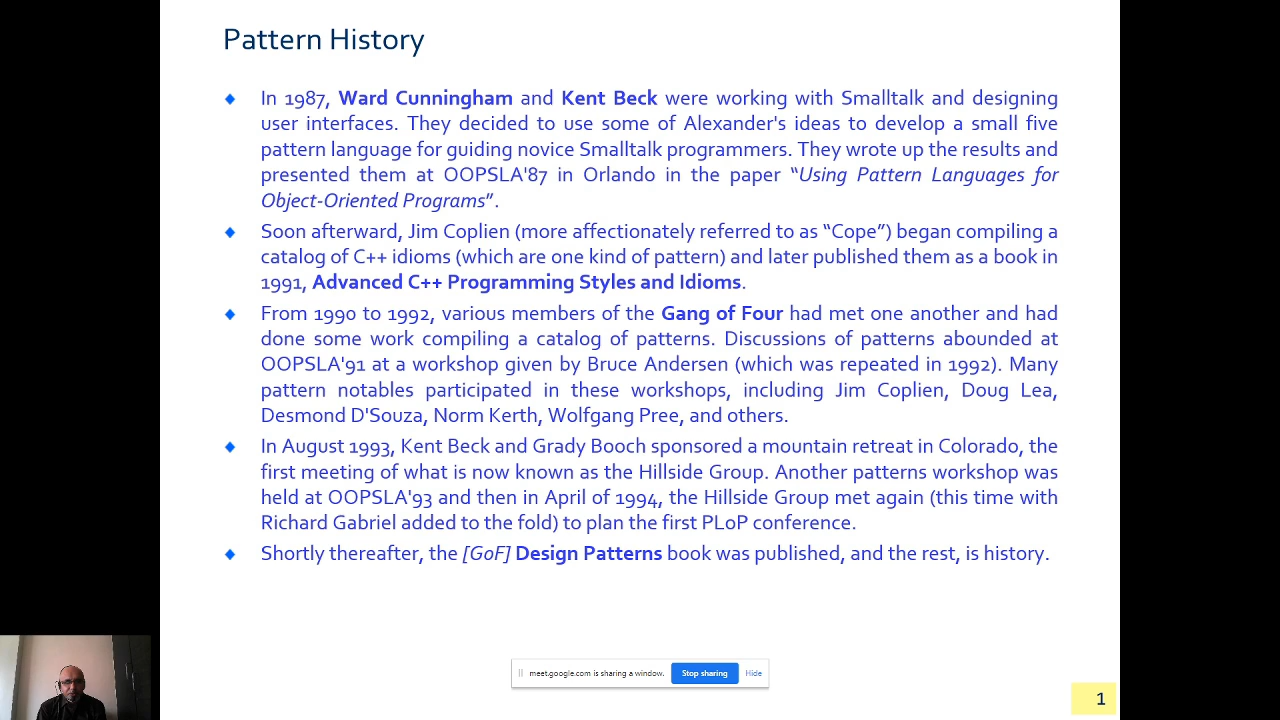 Pattern History
In 1987, Ward Cunningham and Kent Beck were working with Smalltalk and designing
user interfaces. They decided to use some of Alexander's ideas to develop a small five
pattern language for guiding novice Smalltalk programmers. They wrote up the results and
presented them at OOPSLA'87 in Orlando in the paper “Using Pattern Languages for
Object-Oriented Programs”.
Soon afterward, Jim Coplien (more affectionately referred to as “Cope”) began compiling a
catalog of C++ idioms (which are one kind of pattern) and later published them as a book in
1991, Advanced C++ Programming Styles and Idioms.
From 1990 to 1992, various members of the Gang of Four had met one another and had
done some work compiling a catalog of patterns. Discussions of patterns abounded at
OOPSLA'91 at a workshop given by Bruce Andersen (which was repeated in 1992). Many
pattern notables participated in these workshops, including Jim Coplien, Doug Lea,
Desmond D'Souza, Norm Kerth, Wolfgang Pree, and others.
In August 1993, Kent Beck and Grady Booch sponsored a mountain retreat in Colorado, the
first meeting of what is now known as the Hillside Group. Another patterns workshop was
held at OOPSLA'93 and then in April of 1994, the Hillside Group met again (this time with
Richard Gabriel added to the fold) to plan the first PLoP conference.
Shortly thereafter, the [GoF] Design Patterns book was published, and the rest, is history.
meet.google.com is sharing a window. Stop sharing Hide
1